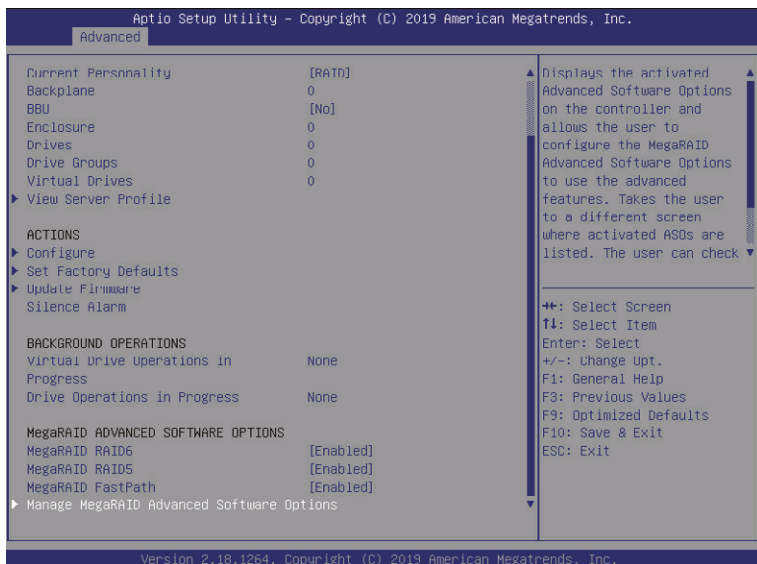 Aptio Setup Utility – Copyright (C) 2019 American Megatrends, Inc.
Advanced
Current Personality [RAID]
Backplane 0
BBU [No]
Enclosure 0
Drives 0
Drive Groups 0
Virtual Drives 0
View Server Profile
ACTIONS
Configure
Set Factory Defaults
Update Firmware
Silence Alarm
BACKGROUND OPERATIONS
Virtual Drive Operations in None
Progress
Drive Operations in Progress None
MegaRAID ADVANCED SOFTWARE OPTIONS
MegaRAID RAID6 [Enabled]
MegaRAID RAID5 [Enabled]
MegaRAID FastPath [Enabled]
Manage MegaRAID Advanced Software Options
Displays the activated
Advanced Software Options
on the controller and
allows the user to
configure the MegaRAID
Advanced Software Options
to use the advanced
features. Takes the user
to a different screen
where activated ASOs are
listed. The user can check
→←: Select Screen
↑↓: Select Item
Enter: Select
+/-: Change Opt.
F1: General Help
F3: Previous Values
F9: Optimized Defaults
F10: Save & Exit
ESC: Exit
Version 2.18.1264. Copyright (C) 2019 American Megatrends, Inc.